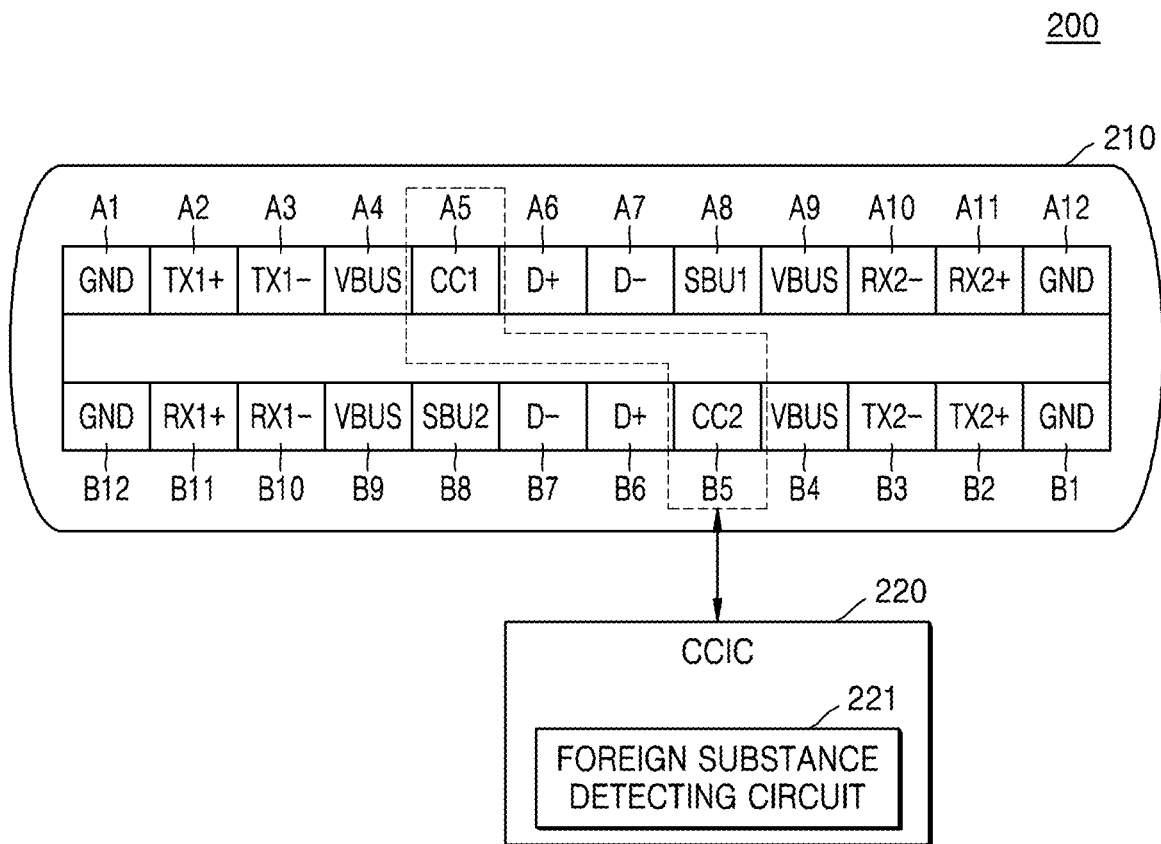 200
210
A1 A2 A3 A4 A5 A6 A7 A8 A9 A10 A11 A12
GND TX1+ TX1- VBUS CC1 D+ D- SBU1 VBUS RX2- RX2+ GND
GND RX1+ RX1- VBUS SBU2 D- D+ CC2 VBUS TX2- TX2+ GND
B12 B11 B10 B9 B8 B7 B6 B5 B4 B3 B2 B1
220
CCIC
221
FOREIGN SUBSTANCE
DETECTING CIRCUIT